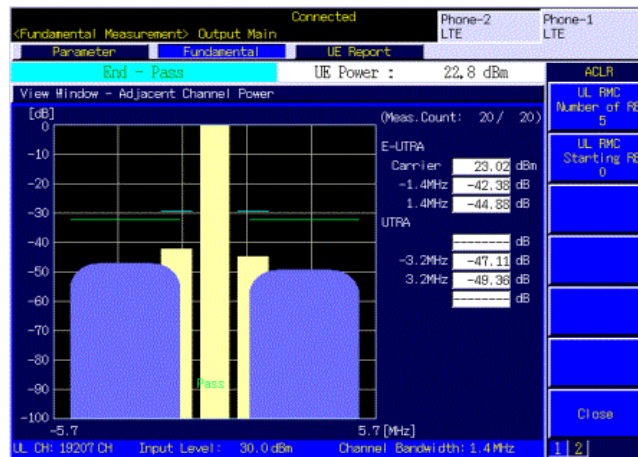 Connected
Phone-2
LTE
Phone-1
LTE
<Fundamental Measurement> Output Main
Parameter
Fundamental
UE Report
End - Pass
UE Power : 22.8 dBm
ACLR
View Window - Adjacent Channel Power
[dB]
(Meas.Count: 20/ 20)
0
-10
-20
-30
-40
-50
-60
-70
-80
-90
-100
E-UTRA
Carrier 23.02 dBm
-1.4MHz -42.38 dB
1.4MHz -44.88 dB
UTRA
------- dB
-3.2MHz -47.11 dB
3.2MHz -49.36 dB
------- dB
Pass
-5.7
5.7 [MHz]
UL CH: 19207 CH Input Level: 30.0 dBm Channel Bandwidth: 1.4 MHz
UL RMC
Number of RB
5
UL RMC
Starting RB
0
Close
1 2